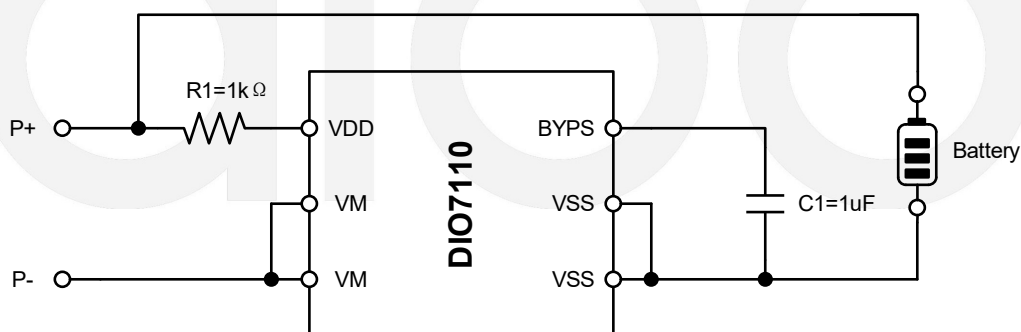 R1=1kΩ
P+
VDD
BYPS
Battery
VM
VSS
C1=1uF
DIO7110
P-
VM
VSS